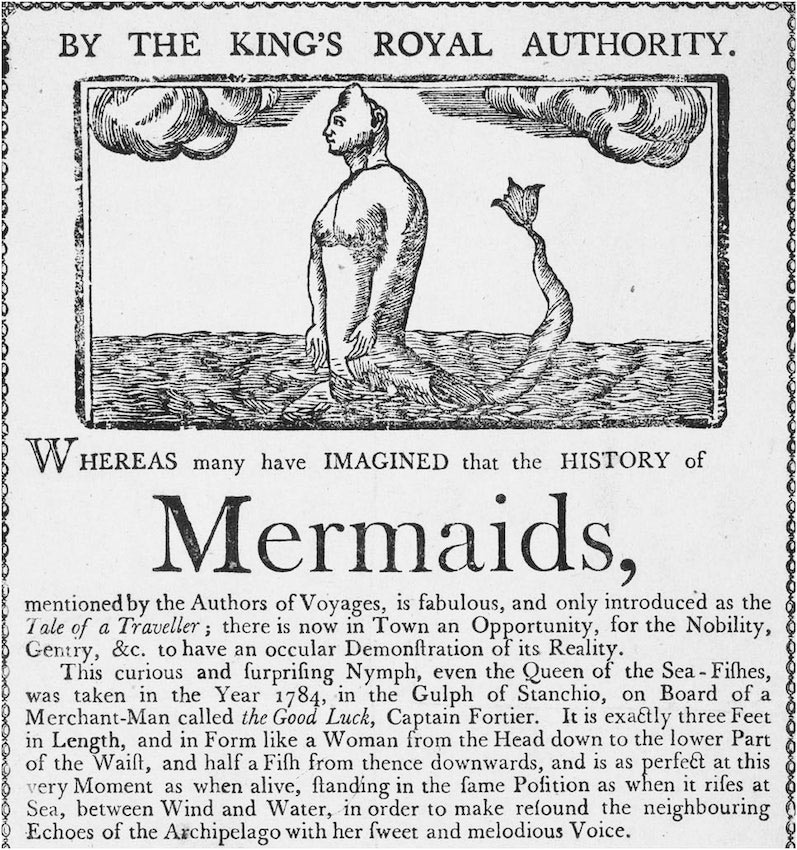 BY THE KING'S ROYAL AUTHORITY.
WHEREAS many have IMAGINED that the HISTORY of
Mermaids,
mentioned by the Authors of Voyages, is fabulous, and only introduced as the
Tale of a Traveller; there is now in Town an Opportunity, for the Nobility,
Gentry, &c. to have an occular Demonſtration of its Reality.
This curious and ſurpriſing Nymph, even the Queen of the Sea-Fiſhes,
was taken in the Year 1784, in the Gulph of Stanchio, on Board of a
Merchant-Man called the Good Luck, Captain Fortier. It is exactly three Feet
in Length, and in Form like a Woman from the Head down to the lower Part
of the Waiſt, and half a Fiſh from thence downwards, and is as perfect at this
very Moment as when alive, ſtanding in the ſame Poſition as when it riſes at
Sea, between Wind and Water, in order to make reſound the neighbouring
Echoes of the Archipelago with her ſweet and melodious Voice.